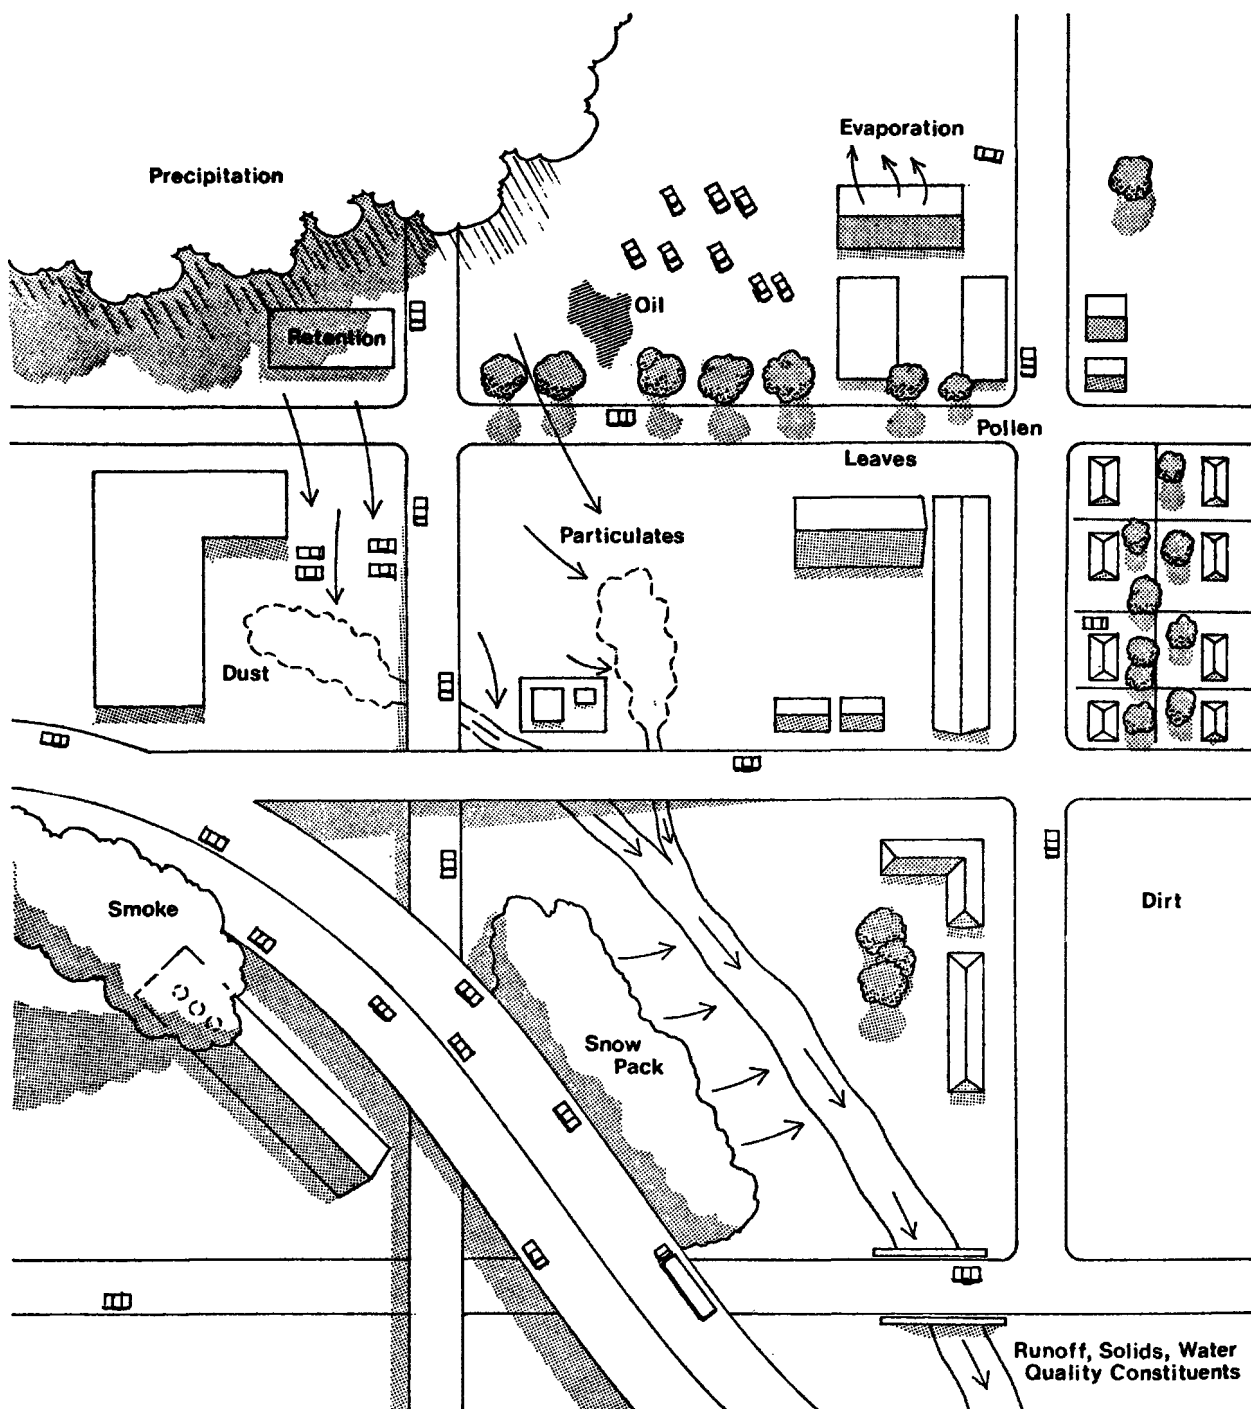 Evaporation
Precipitation
Oil
Retention
Pollen
Leaves
Particulates
Dust
Smoke
Dirt
Snow
Pack
Runoff, Solids, Water
Quality Constituents